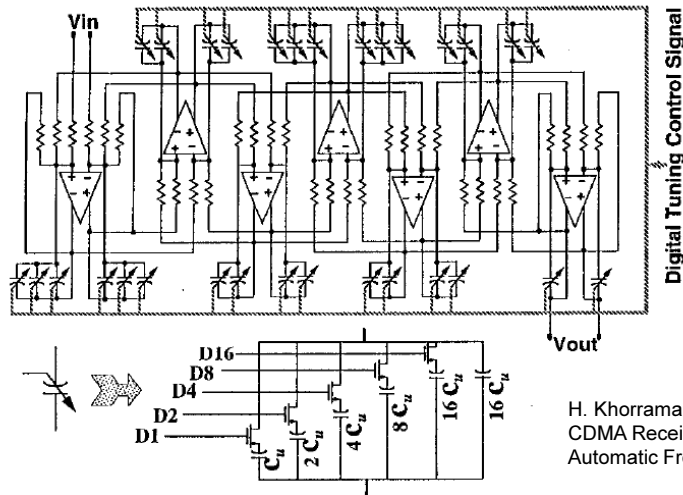 Vin
Digital Tuning Control Signal
Vout
D16
D8
D4
D2
D1
Cu
2 Cu
4 Cu
8 Cu
16 Cu
16 Cu
H. Khorrama
CDMA Recei
Automatic Fre